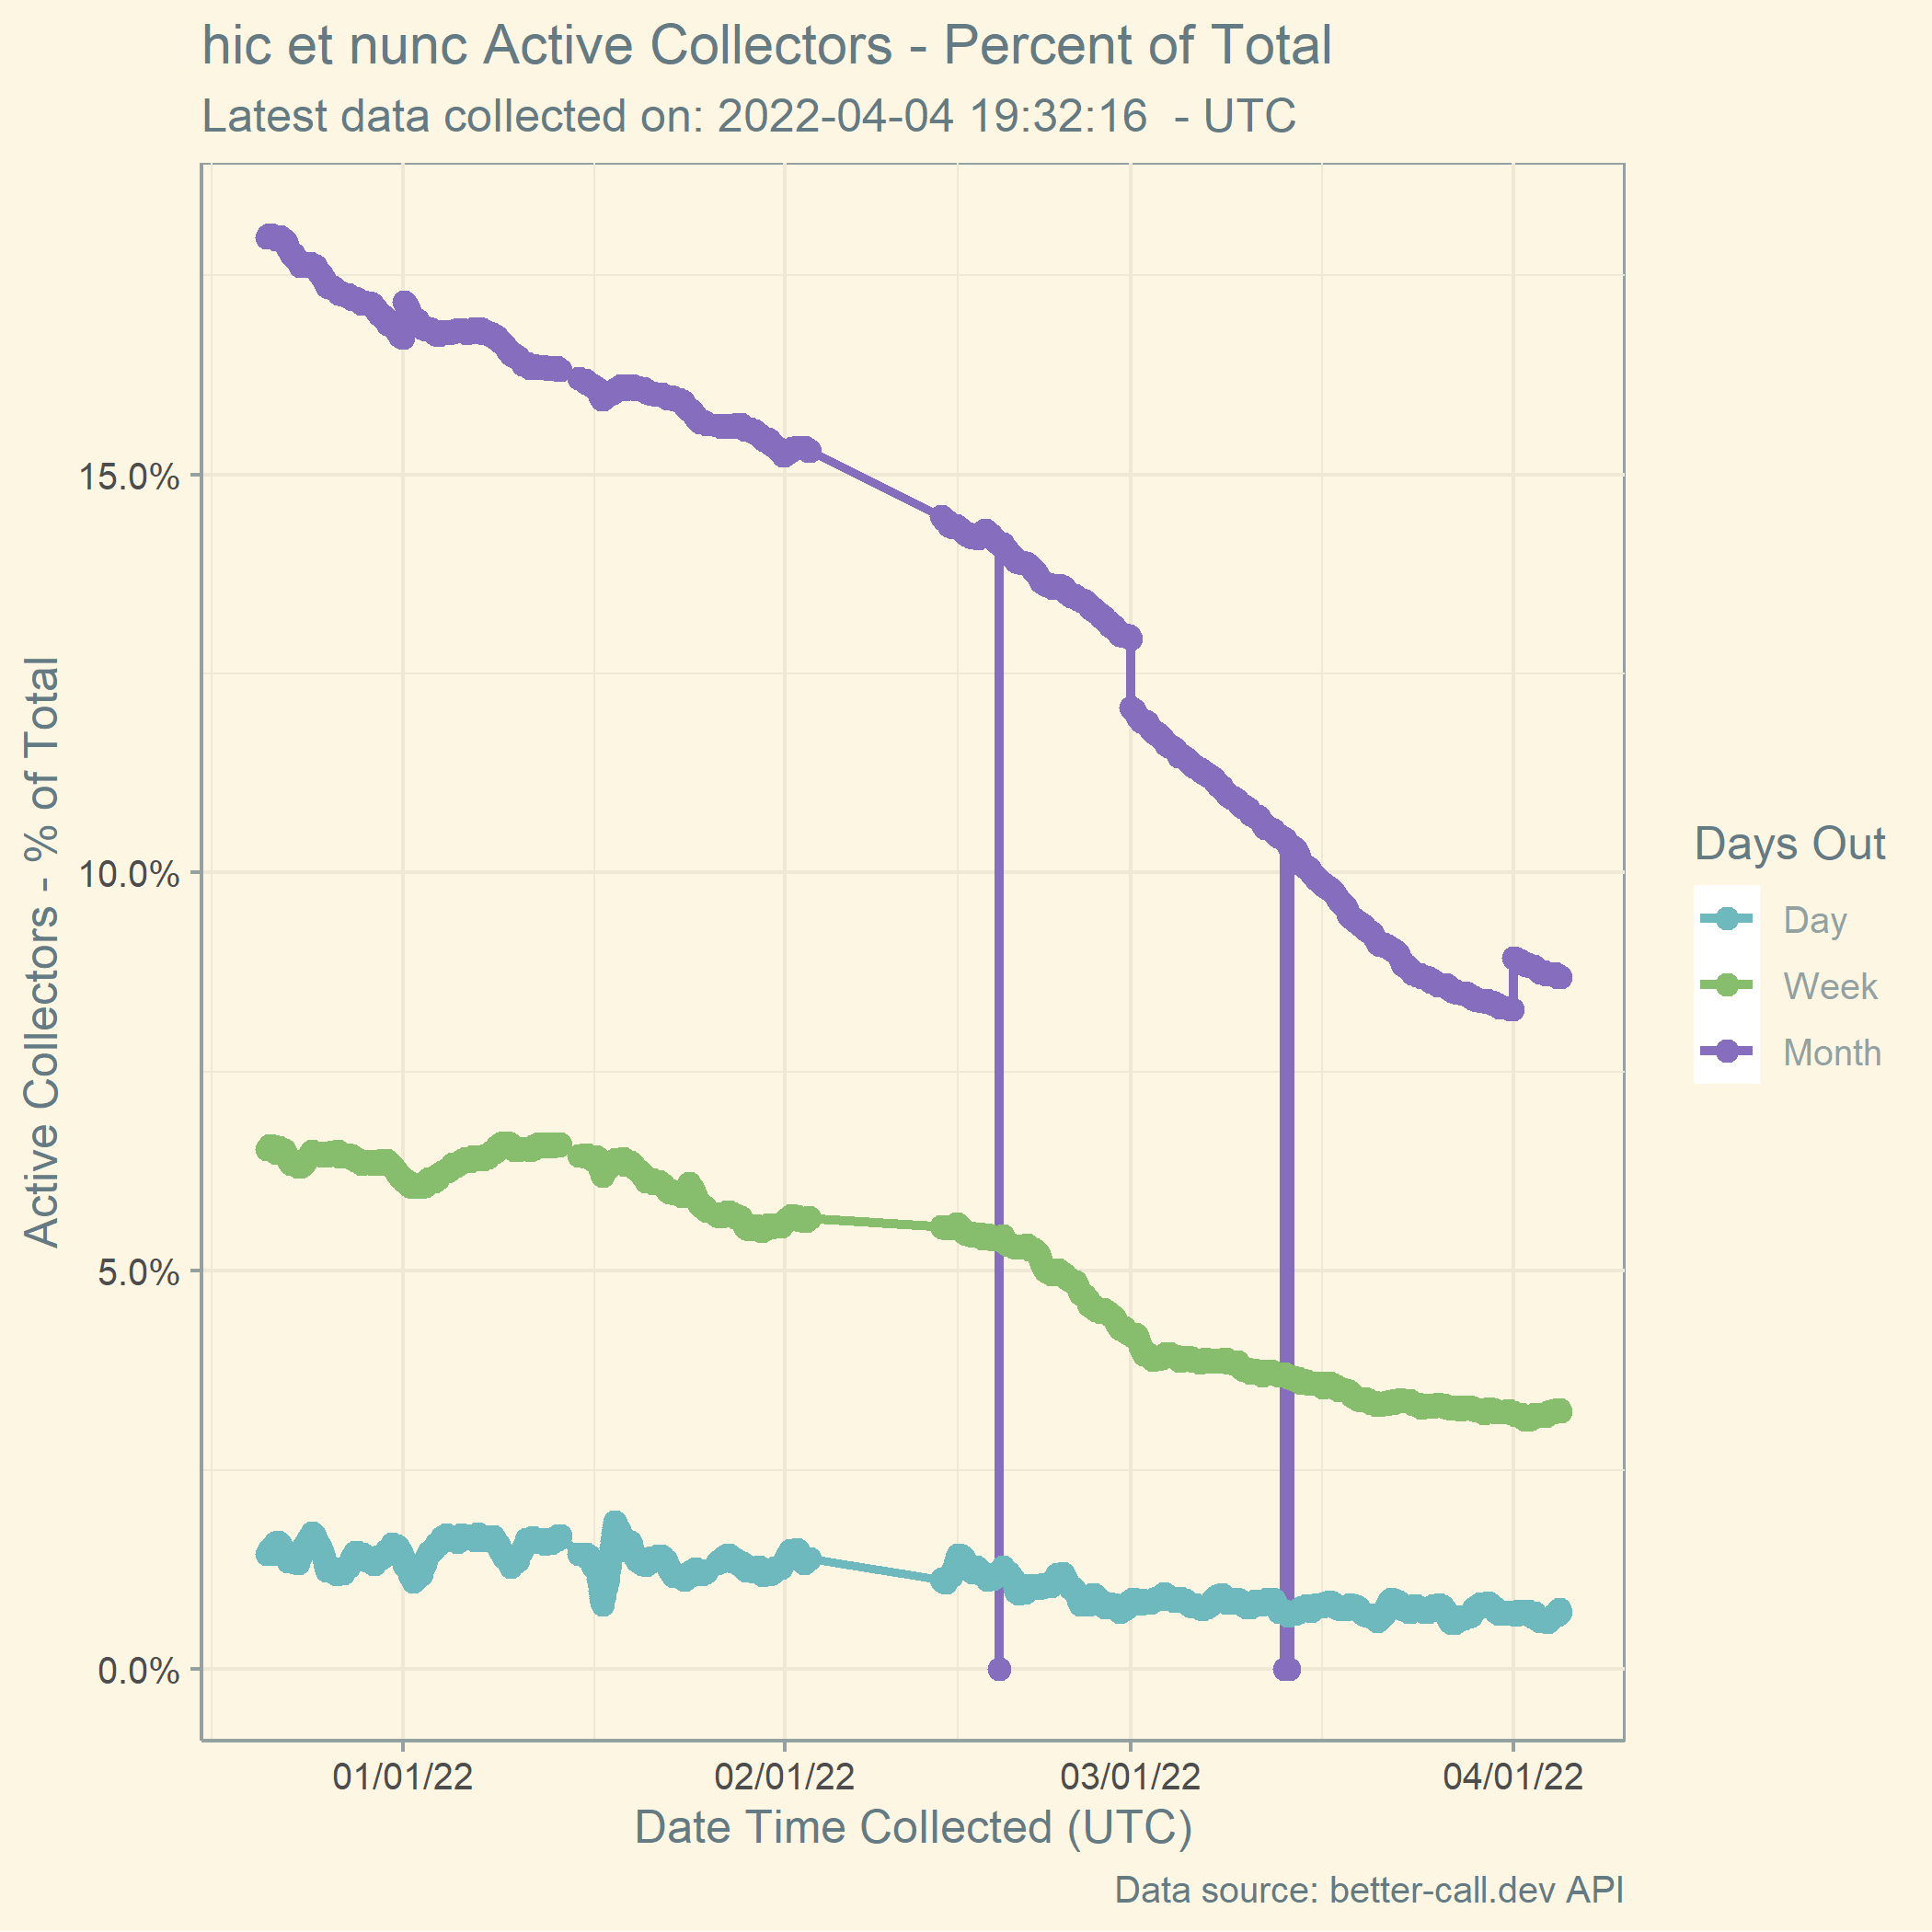 hic et nunc Active Collectors - Percent of Total
Latest data collected on: 2022-04-04 19:32:16  - UTC
Active Collectors - % of Total
15.0%
10.0%
5.0%
0.0%
01/01/22 02/01/22 03/01/22 04/01/22
Date Time Collected (UTC)
Days Out
Day
Week
Month
Data source: better-call.dev API